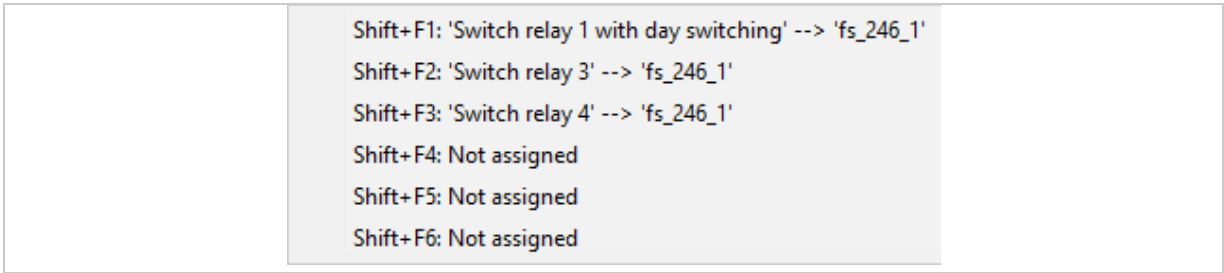 Shift+F1: 'Switch relay 1 with day switching' --> 'fs_246_1'
Shift+F2: 'Switch relay 3' --> 'fs_246_1'
Shift+F3: 'Switch relay 4' --> 'fs_246_1'
Shift+F4: Not assigned
Shift+F5: Not assigned
Shift+F6: Not assigned